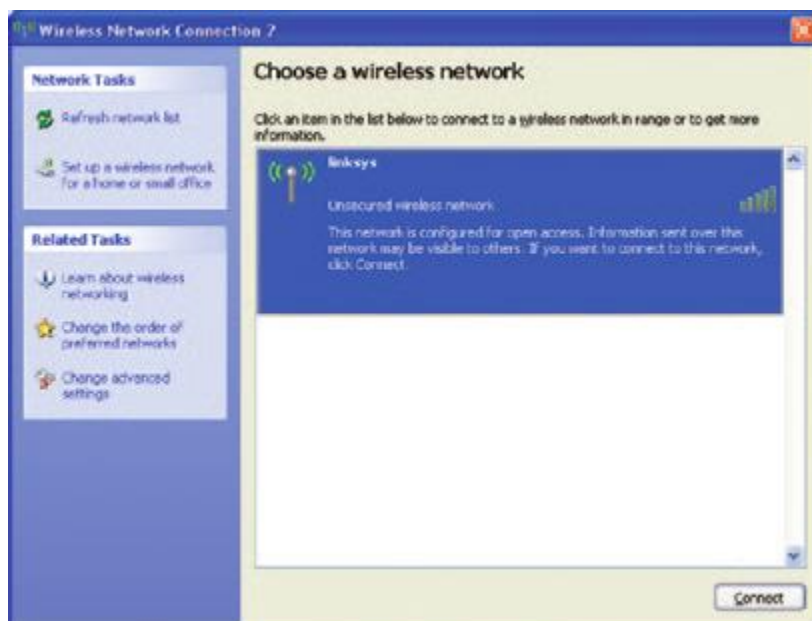 Wireless Network Connection 2
Network Tasks
Refresh network list
Set up a wireless network
for a home or small office
Related Tasks
Learn about wireless
networking
Change the order of
preferred networks
Change advanced
settings
Choose a wireless network
Click an item in the list below to connect to a wireless network in range or to get more
information.
linksys
Unsecured wireless network
This network is configured for open access. Information sent over this
network may be visible to others. If you want to connect to this network,
click Connect.
Connect